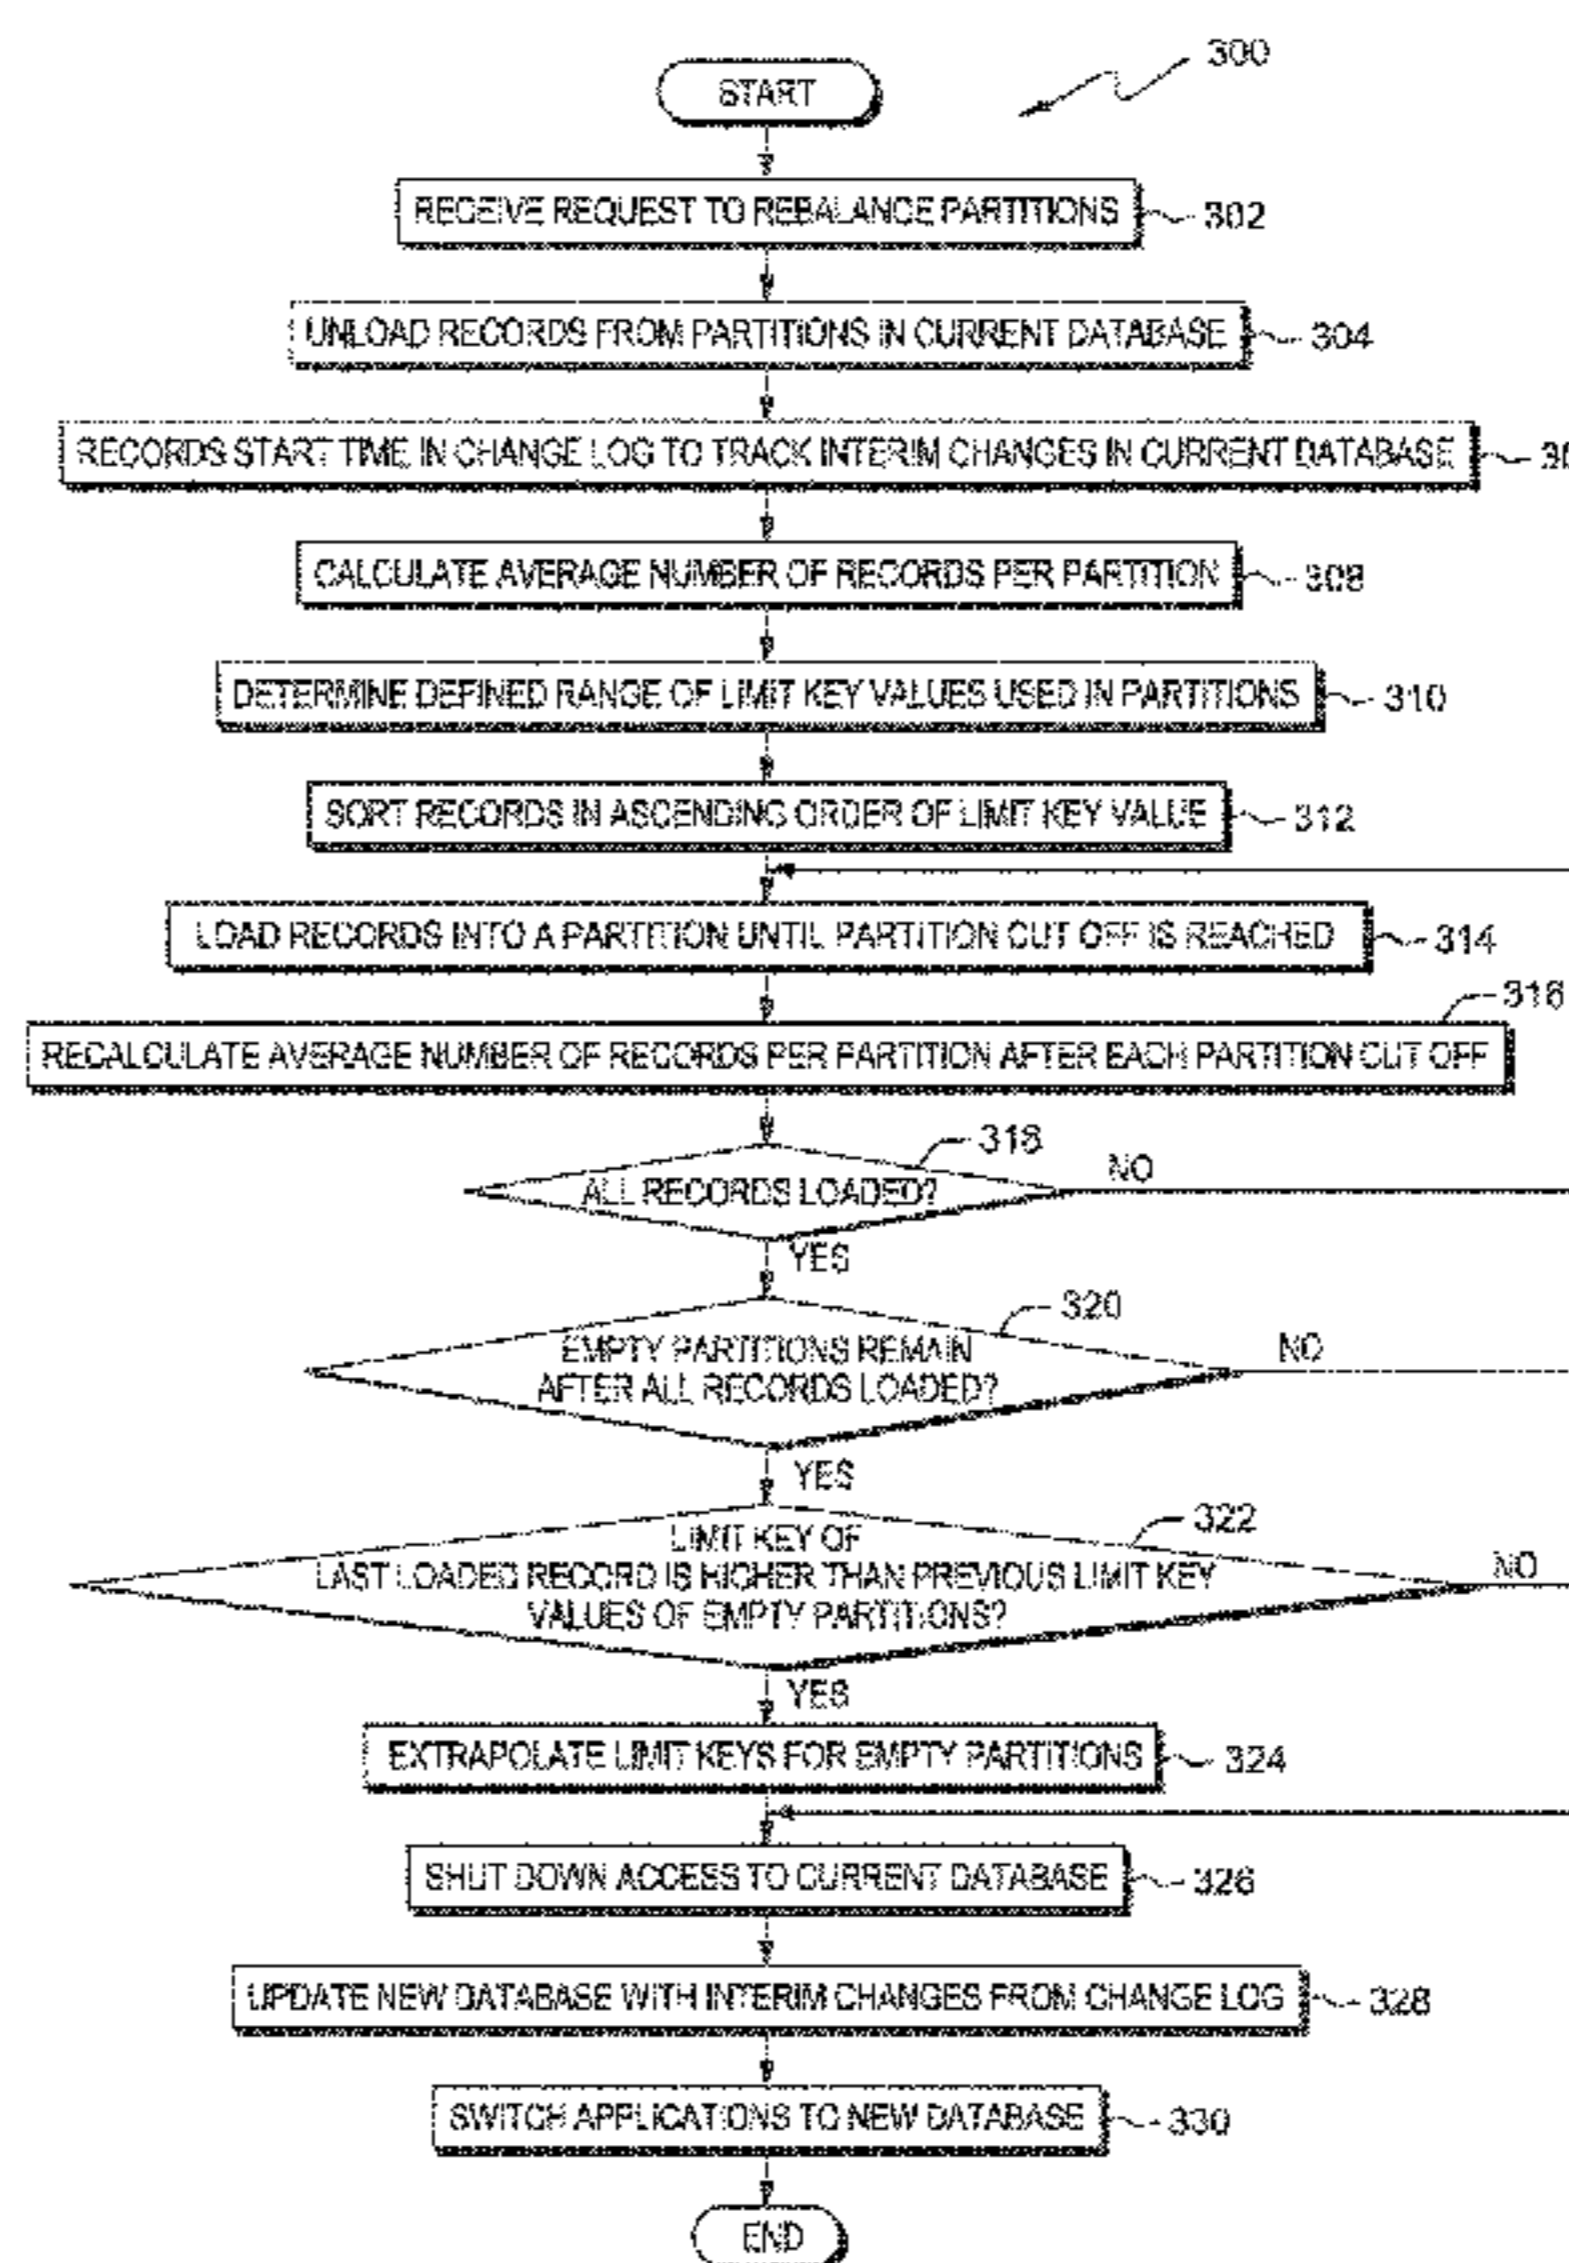 300
START
RECEIVE REQUEST TO REBALANCE PARTITIONS
302
UNLOAD RECORDS FROM PARTITIONS IN CURRENT DATABASE
304
RECORDS START TIME IN CHANGE LOG TO TRACK INTERIM CHANGES IN CURRENT DATABASE
CALCULATE AVERAGE NUMBER OF RECORDS PER PARTITION
308
DETERMINE DEFINED RANGE OF LIMIT KEY VALUES USED IN PARTITIONS
310
SORT RECORDS IN ASCENDING ORDER OF LIMIT KEY VALUE
312
LOAD RECORDS INTO A PARTITION UNTIL PARTITION CUT OFF IS REACHED
314
316
RECALCULATE AVERAGE NUMBER OF RECORDS PER PARTITION AFTER EACH PARTITION CUT OFF
318
NO
ALL RECORDS LOADED?
YES
320
EMPTY PARTITIONS REMAIN
AFTER ALL RECORDS LOADED?
NO
YES
322
LIMIT KEY OF
LAST LOADED RECORD IS HIGHER THAN PREVIOUS LIMIT KEY
VALUES OF EMPTY PARTITIONS?
NO
YES
EXTRAPOLATE LIMIT KEYS FOR EMPTY PARTITIONS
324
SHUT DOWN ACCESS TO CURRENT DATABASE
326
UPDATE NEW DATABASE WITH INTERIM CHANGES FROM CHANGE LOG
328
SWITCH APPLICATIONS TO NEW DATABASE
330
END